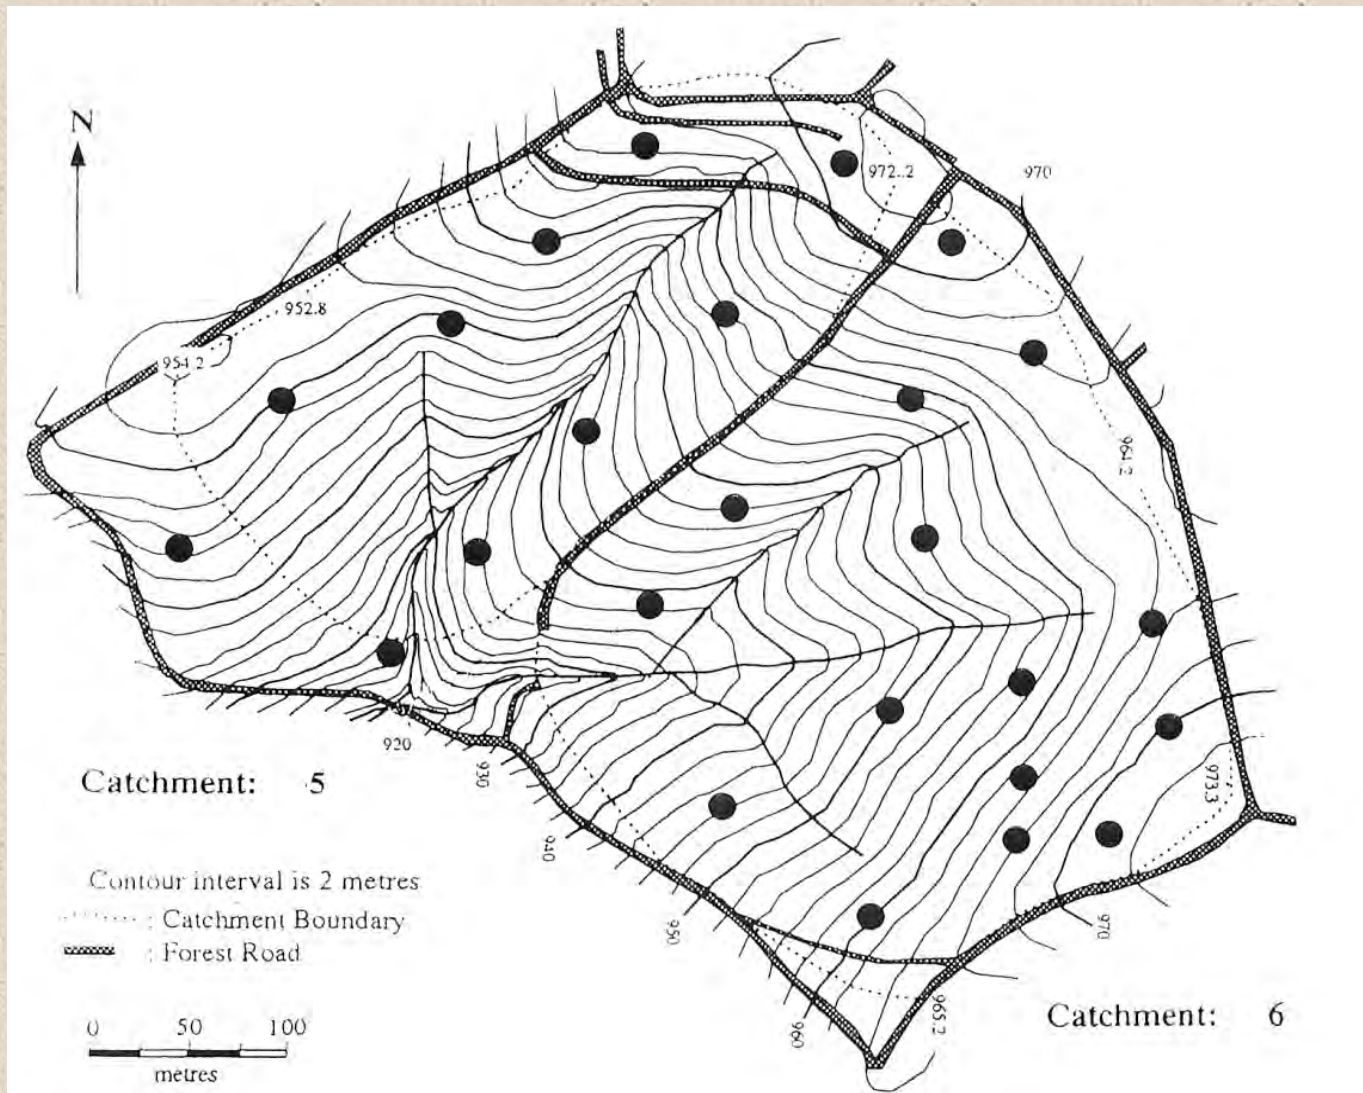 N
972.2
970
952.8
954.2
964.2
973.3
920
930
940
950
960
970
965.2
Catchment: 5
Catchment: 6
Contour interval is 2 metres
: Catchment Boundary
: Forest Road
0 50 100
metres